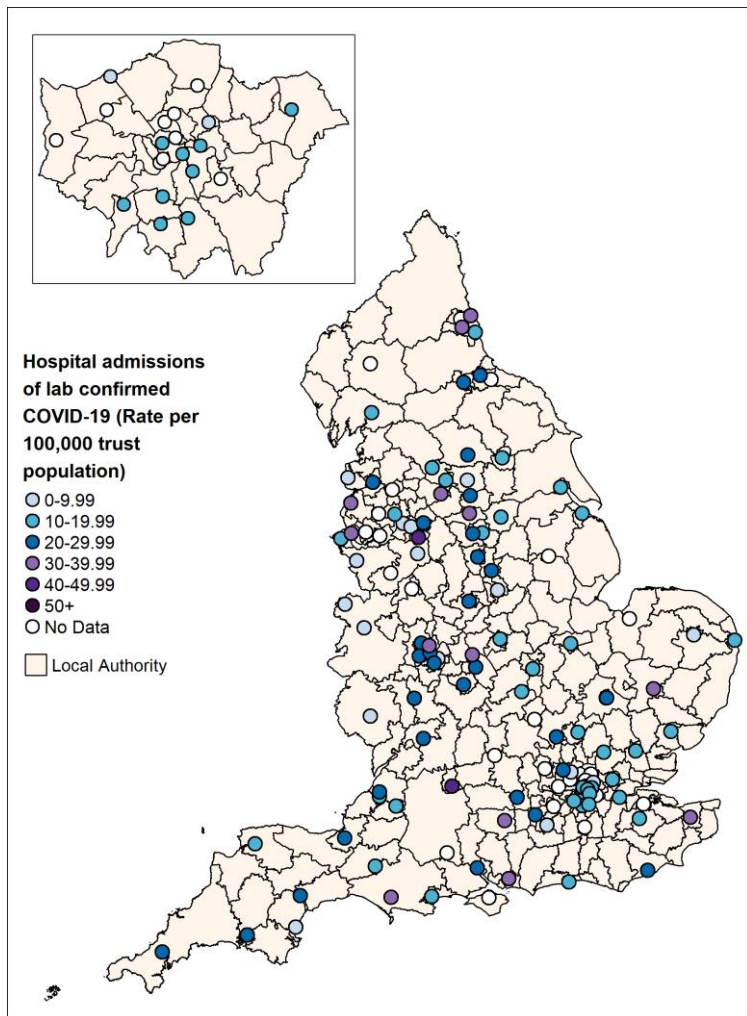 Hospital admissions
of lab confirmed
COVID-19 (Rate per
100,000 trust
population)
0-9.99
10-19.99
20-29.99
30-39.99
40-49.99
50+
No Data
Local Authority